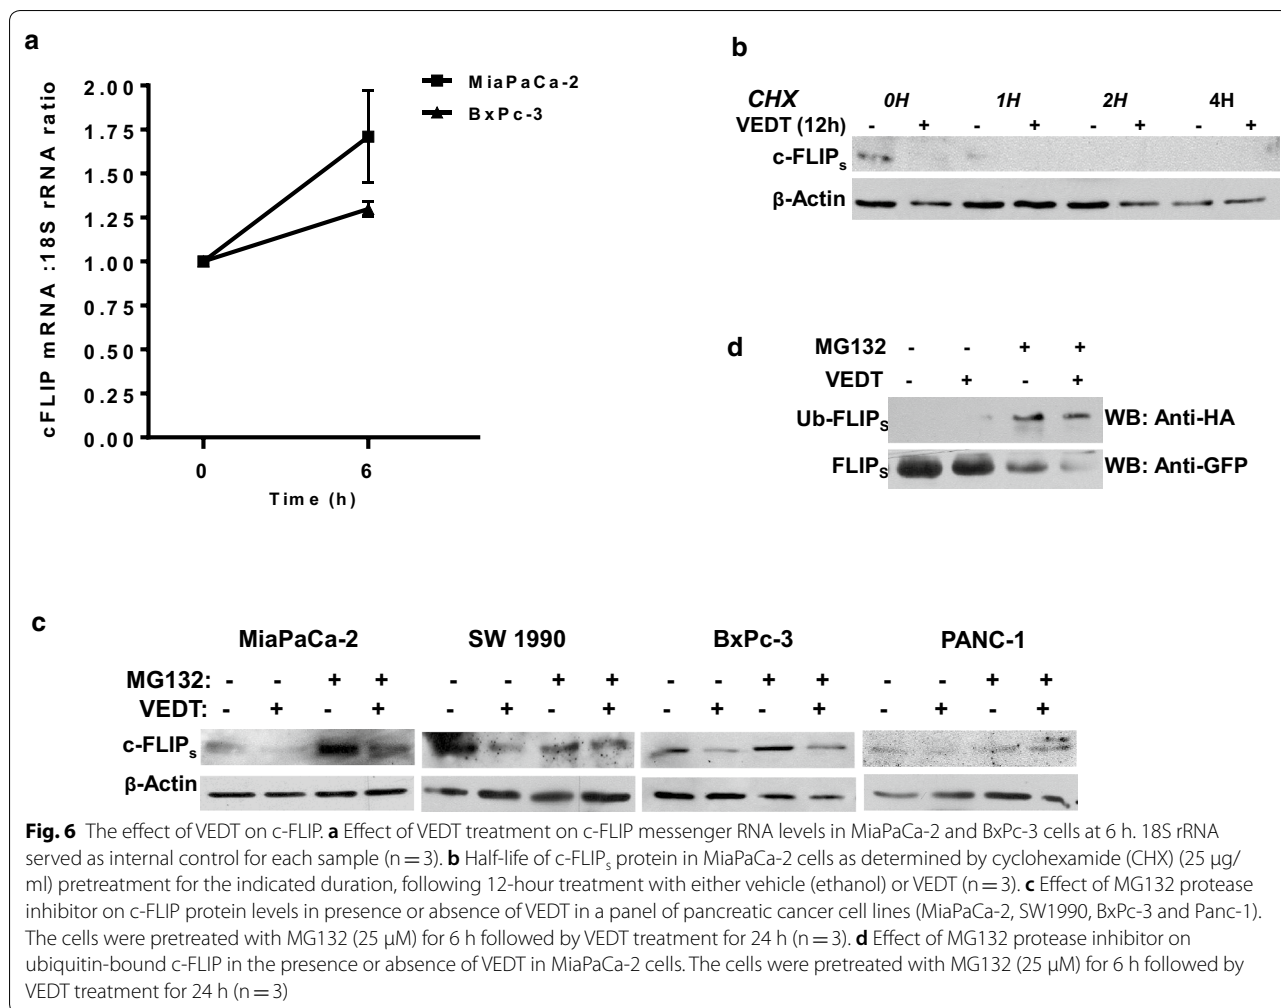 a
cFLIP mRNA :18S rRNA ratio
2.00
1.75
1.50
1.25
1.00
0.75
0.50
0.25
0.00
0 6
Time (h)
MiaPaCa-2
BxPc-3
b
CHX 0H 1H 2H 4H
VEDT (12h) - + - + - + - +
c-FLIPs
β-Actin
d
MG132 - - + +
VEDT - + - +
Ub-FLIPs WB: Anti-HA
FLIPs WB: Anti-GFP
c
MiaPaCa-2 SW 1990 BxPc-3 PANC-1
MG132: - - + + - - + + - - + + - - + +
VEDT: - + - + - + - + - + - + - + - +
c-FLIPs
β-Actin
Fig. 6 The effect of VEDT on c-FLIP. a Effect of VEDT treatment on c-FLIP messenger RNA levels in MiaPaCa-2 and BxPc-3 cells at 6 h. 18S rRNA
served as internal control for each sample (n = 3). b Half-life of c-FLIPs protein in MiaPaCa-2 cells as determined by cyclohexamide (CHX) (25 µg/
ml) pretreatment for the indicated duration, following 12-hour treatment with either vehicle (ethanol) or VEDT (n = 3). c Effect of MG132 protease
inhibitor on c-FLIP protein levels in presence or absence of VEDT in a panel of pancreatic cancer cell lines (MiaPaCa-2, SW1990, BxPc-3 and Panc-1).
The cells were pretreated with MG132 (25 µM) for 6 h followed by VEDT treatment for 24 h (n = 3). d Effect of MG132 protease inhibitor on
ubiquitin-bound c-FLIP in the presence or absence of VEDT in MiaPaCa-2 cells. The cells were pretreated with MG132 (25 µM) for 6 h followed by
VEDT treatment for 24 h (n = 3)